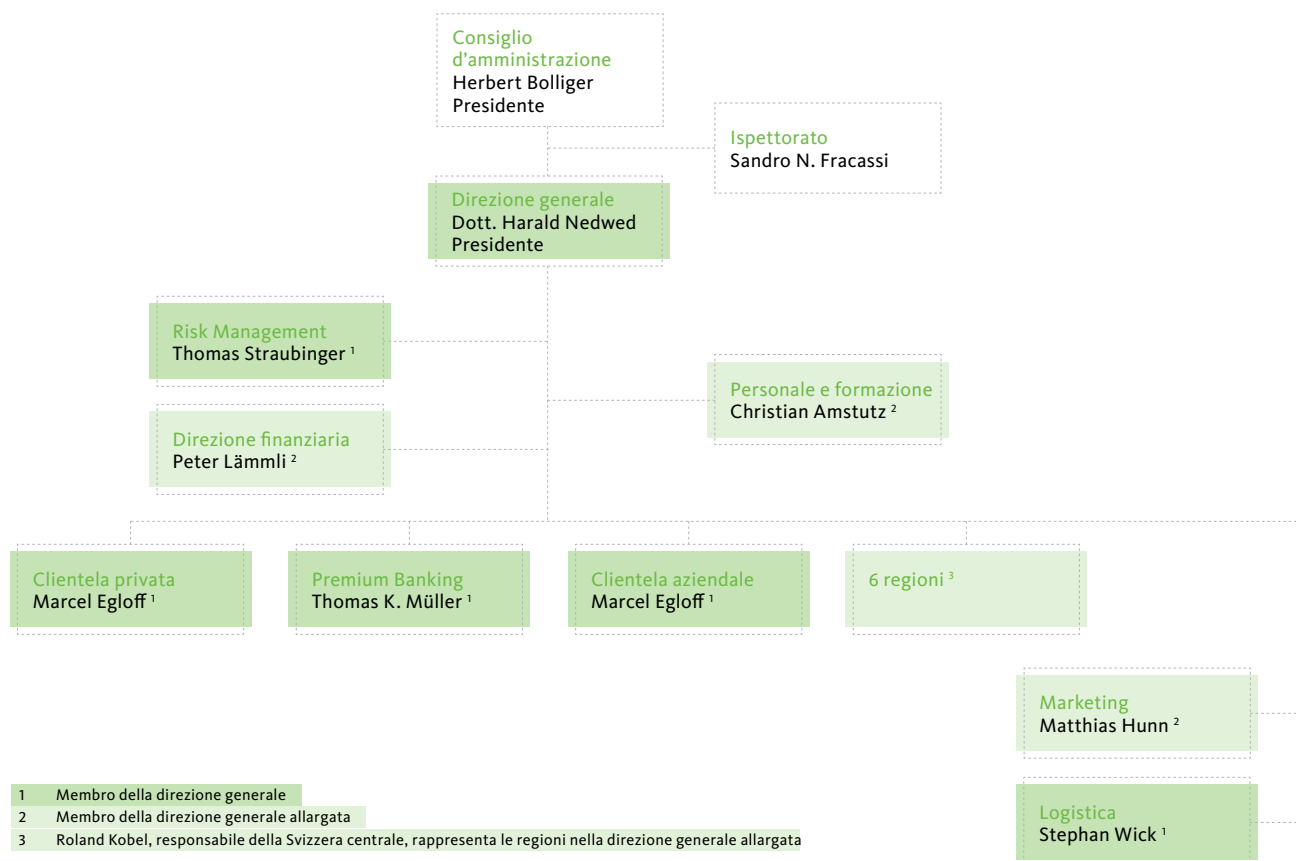 Consiglio
d’amministrazione
Herbert Bolliger
Presidente
Ispettorato
Sandro N. Fracassi
Direzione generale
Dott. Harald Nedwed
Presidente
Risk Management
Thomas Straubinger ¹
Personale e formazione
Christian Amstutz ²
Direzione finanziaria
Peter Lämmli ²
Clientela privata
Marcel Egloff ¹
Premium Banking
Thomas K. Müller ¹
Clientela aziendale
Marcel Egloff ¹
6 regioni ³
Marketing
Matthias Hunn ²
Logistica
Stephan Wick ¹
1 Membro della direzione generale
2 Membro della direzione generale allargata
3 Roland Kobel, responsabile della Svizzera centrale, rappresenta le regioni nella direzione generale allargata